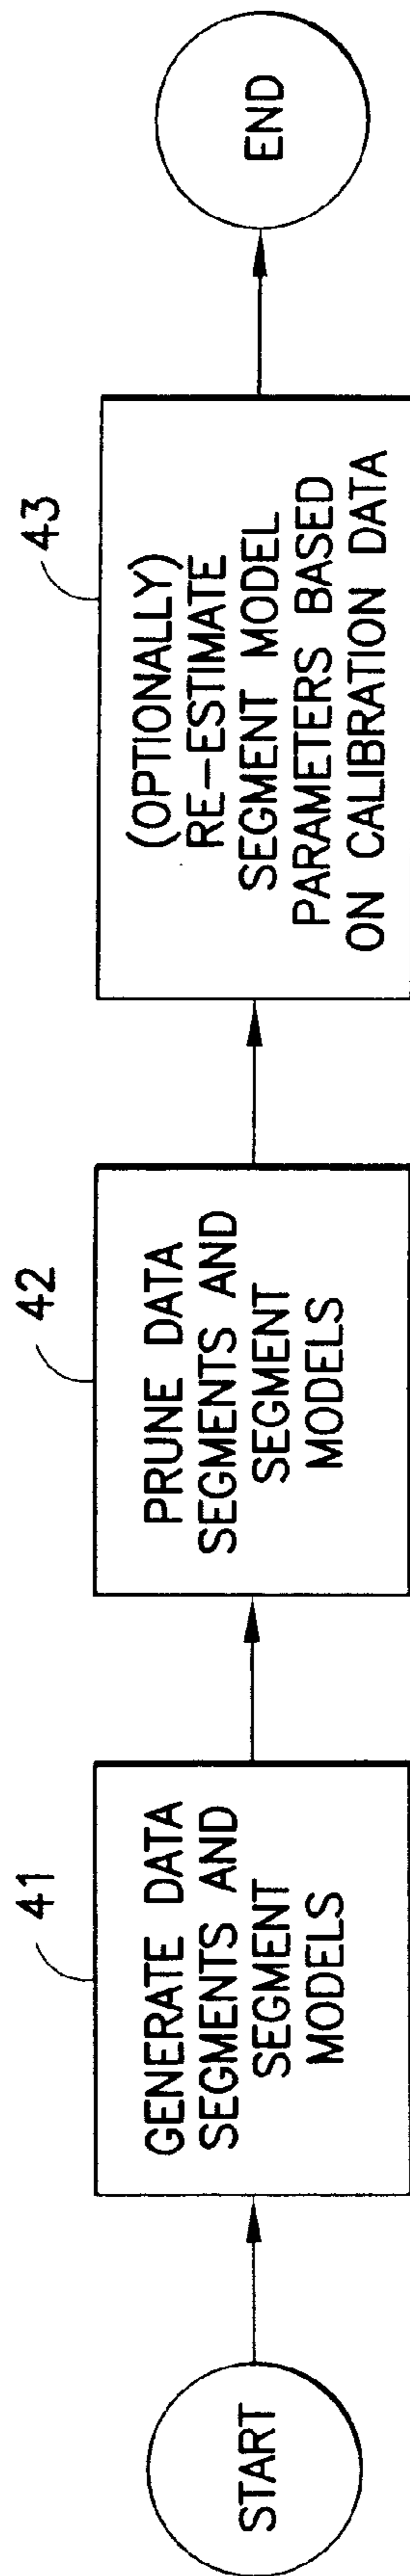 START
41
GENERATE DATA
SEGMENTS AND
SEGMENT
MODELS
42
PRUNE DATA
SEGMENTS AND
SEGMENT
MODELS
43
(OPTIONALLY)
RE-ESTIMATE
SEGMENT MODEL
PARAMETERS BASED
ON CALIBRATION DATA
END